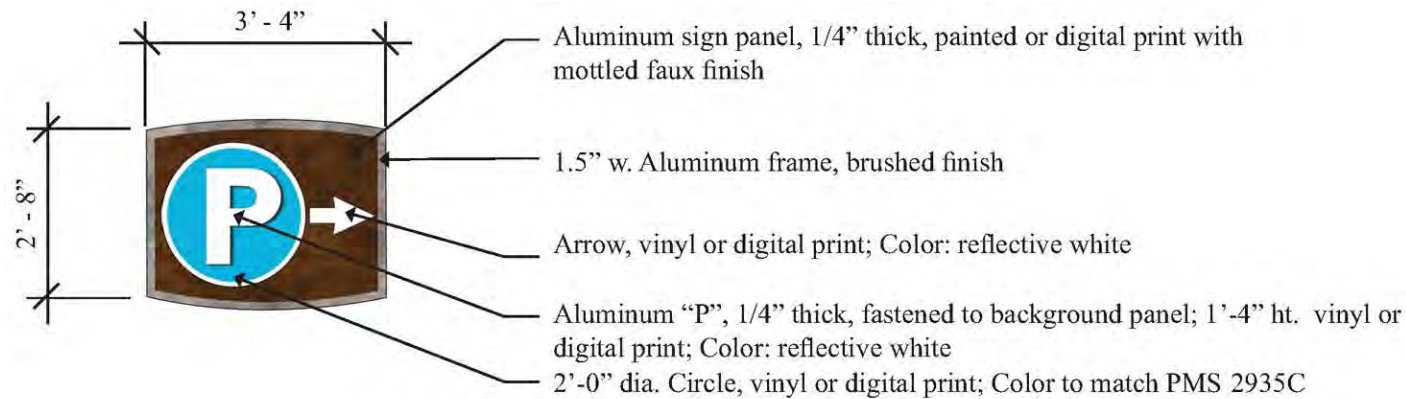 3’ - 4”
Aluminum sign panel, 1/4” thick, painted or digital print with
mottled faux finish
1.5” w. Aluminum frame, brushed finish
2’ - 8”
P
Arrow, vinyl or digital print; Color: reflective white
Aluminum “P”, 1/4” thick, fastened to background panel; 1’-4” ht. vinyl or
digital print; Color: reflective white
2’-0” dia. Circle, vinyl or digital print; Color to match PMS 2935C